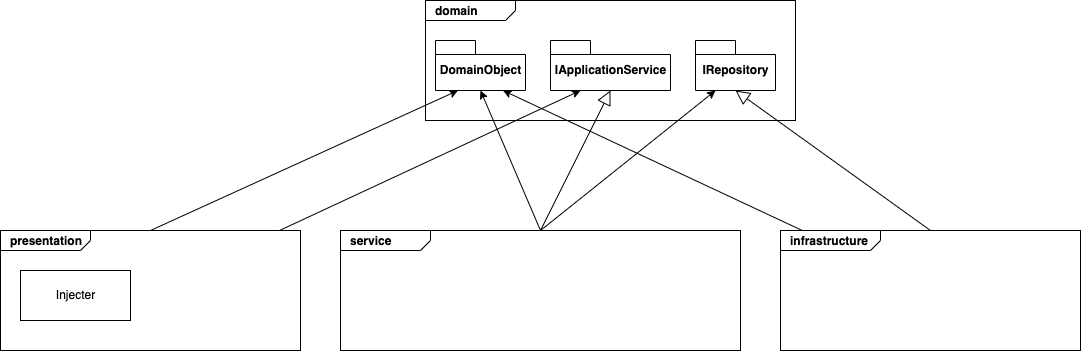 domain
DomainObject
IApplicationService
IRepository
presentation
service
infrastructure
Injecter